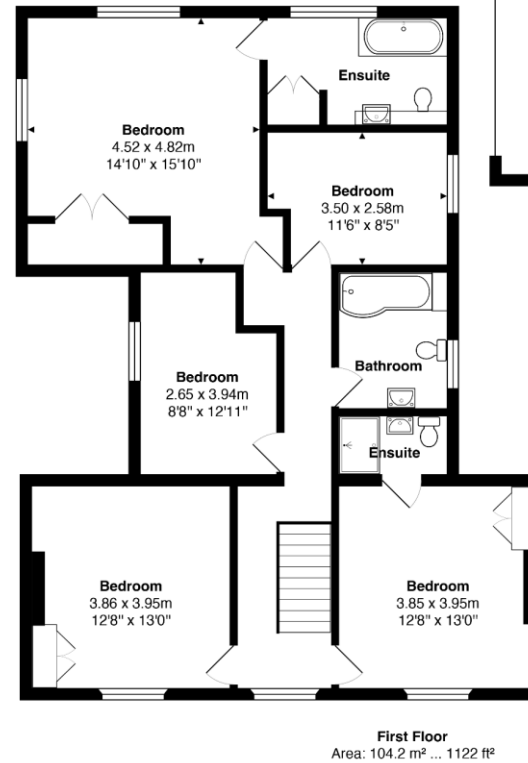 Ensuite
Bedroom
4.52 x 4.82m
14'10" x 15'10"
Bedroom
3.50 x 2.58m
11'6" x 8'5"
Bathroom
Bedroom
2.65 x 3.94m
8'8" x 12'11"
Ensuite
Bedroom
3.86 x 3.95m
12'8" x 13'0"
Bedroom
3.85 x 3.95m
12'8" x 13'0"
First Floor
Area: 104.2 m² ... 1122 ft²